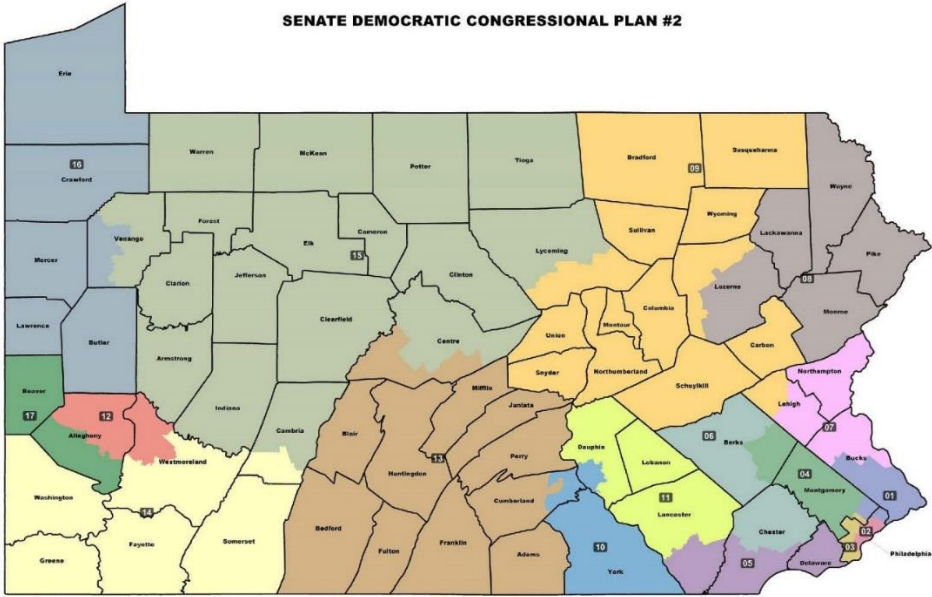 SENATE DEMOCRATIC CONGRESSIONAL PLAN #2
Erie
Warren
McKean
Potter
Tioga
Bradford
Susquehanna
16
Crawford
09
Wayne
Forest
Wyoming
Venango
Cameron
Sullivan
Lackawanna
Elk
Lycoming
Mercer
15
Pike
Jefferson
Clinton
Clarion
08
Luzerne
Columbia
Monroe
Lawrence
Clearfield
Montour
Union
Butler
Centre
Carbon
Armstrong
Snyder
Northumberland
Northampton
Schuylkill
Mifflin
Beaver
Lehigh
Juniata
Indiana
17
12
07
Cambria
Blair
Allegheny
06
Berks
Dauphin
Perry
13
Bucks
Westmoreland
Lebanon
04
Huntingdon
Montgomery
Washington
Cumberland
11
01
14
Lancaster
Chester
02
Somerset
Bedford
Fayette
Franklin
10
03
Philadelphia
Fulton
Adams
05
Delaware
Greene
York